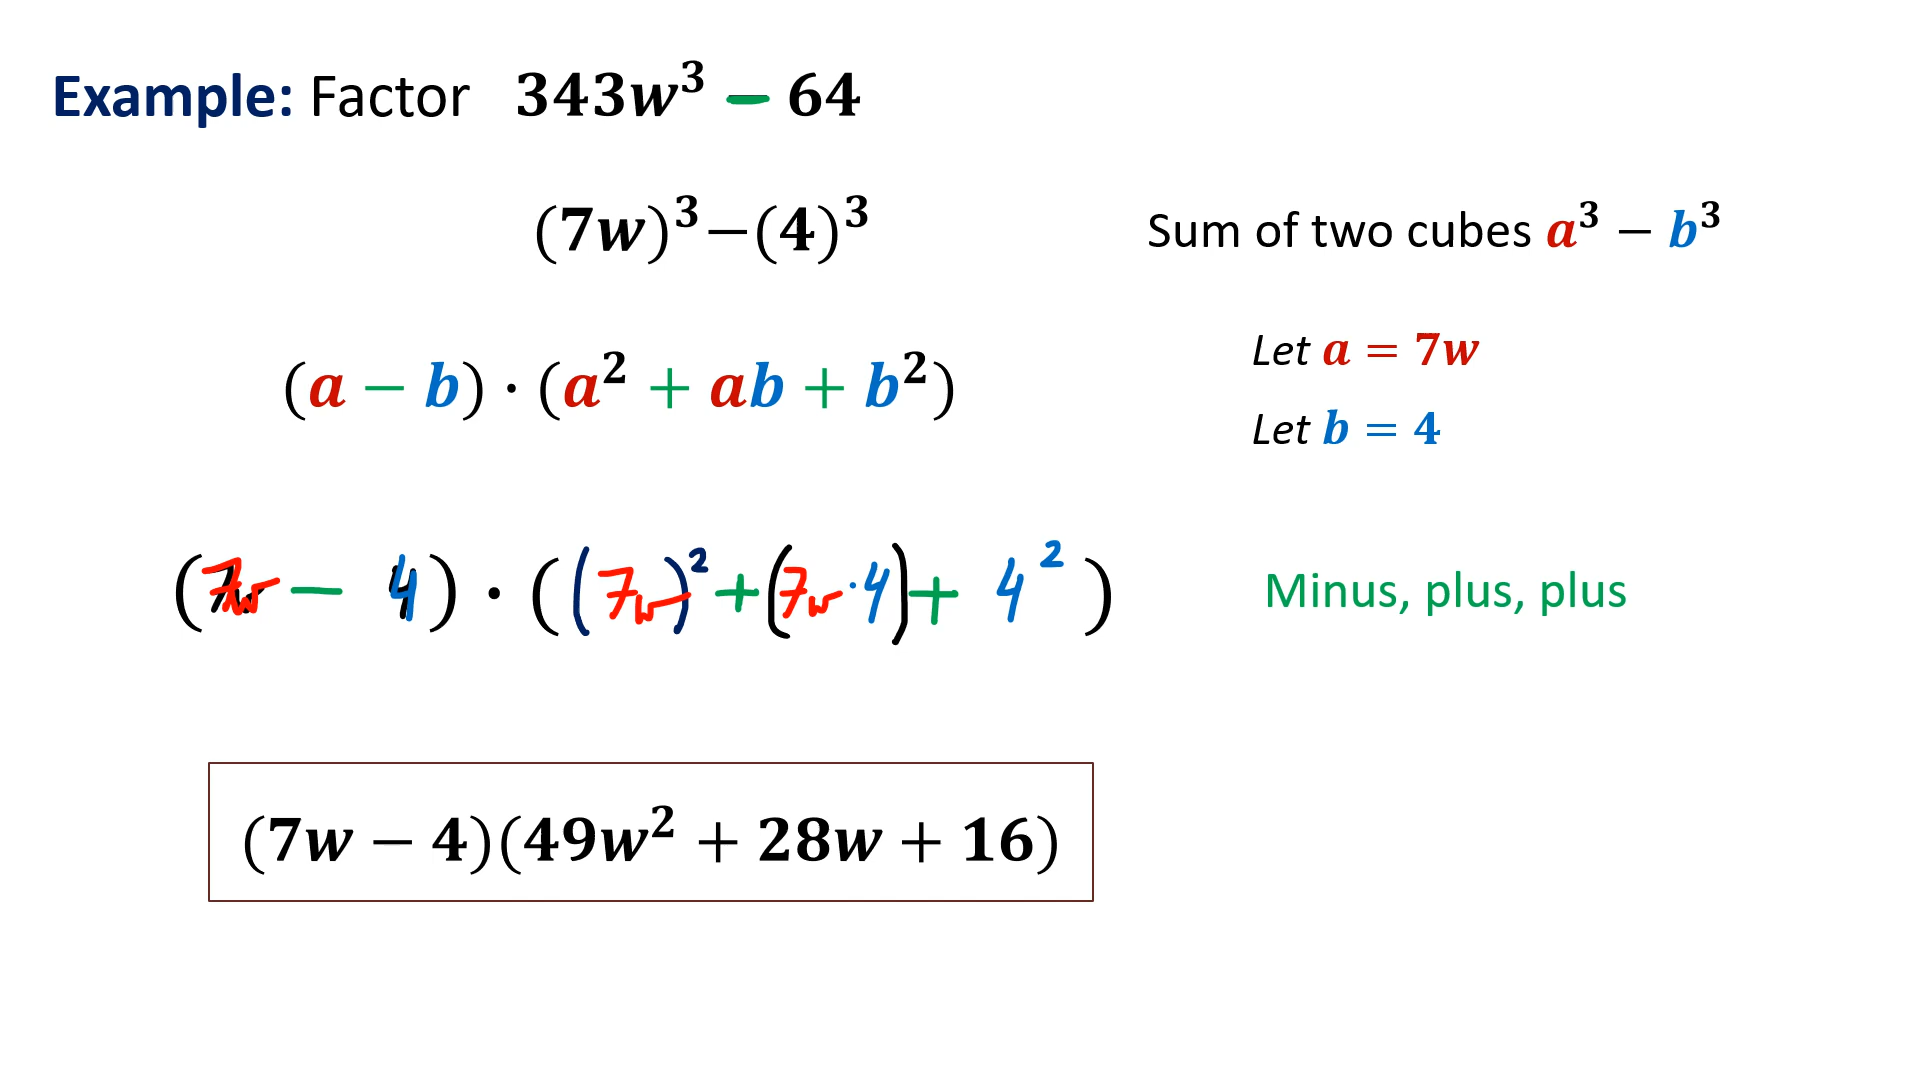 Example: Factor 343w³ − 64
(7w)³−(4)³
Sum of two cubes a³ − b³
(a − b) · (a² + ab + b²)
Let a = 7w
Let b = 4
(7w − 4) · ((7w)² + (7w · 4) + 4²)
Minus, plus, plus
(7w − 4)(49w² + 28w + 16)